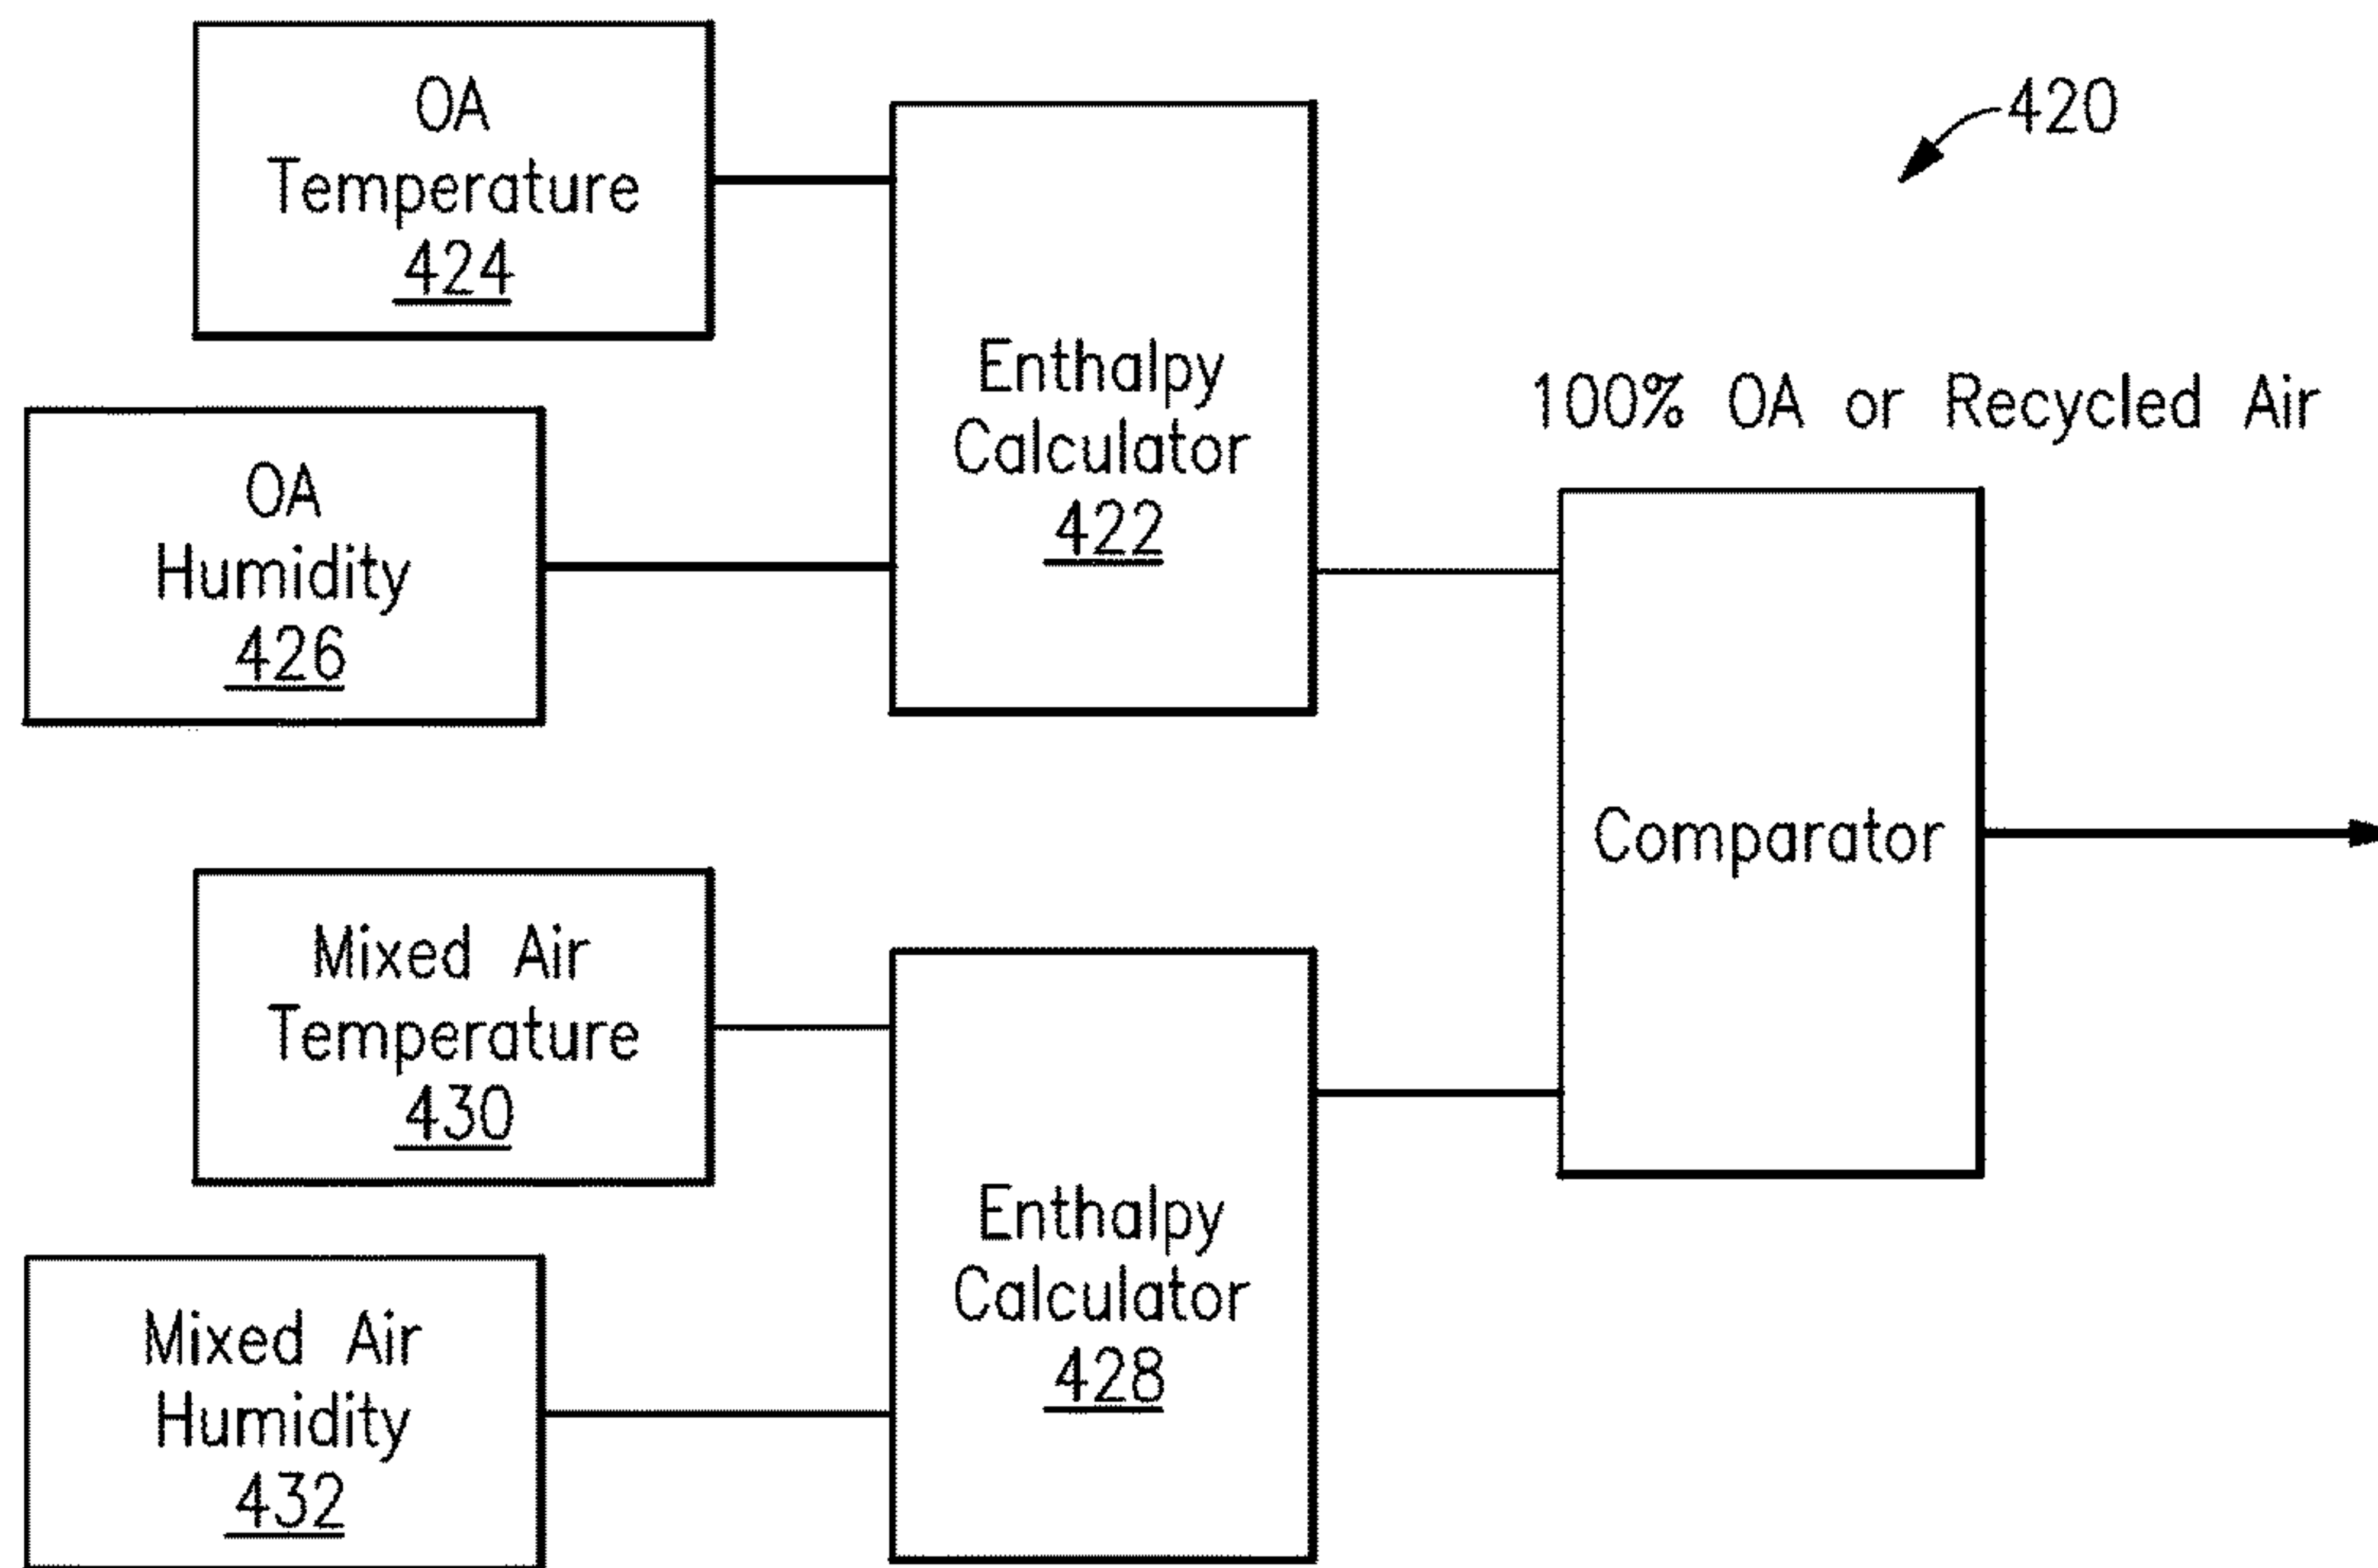 OA
Temperature
424
OA
Humidity
426
Enthalpy
Calculator
422
420
100% OA or Recycled Air
Comparator
Mixed Air
Temperature
430
Mixed Air
Humidity
432
Enthalpy
Calculator
428